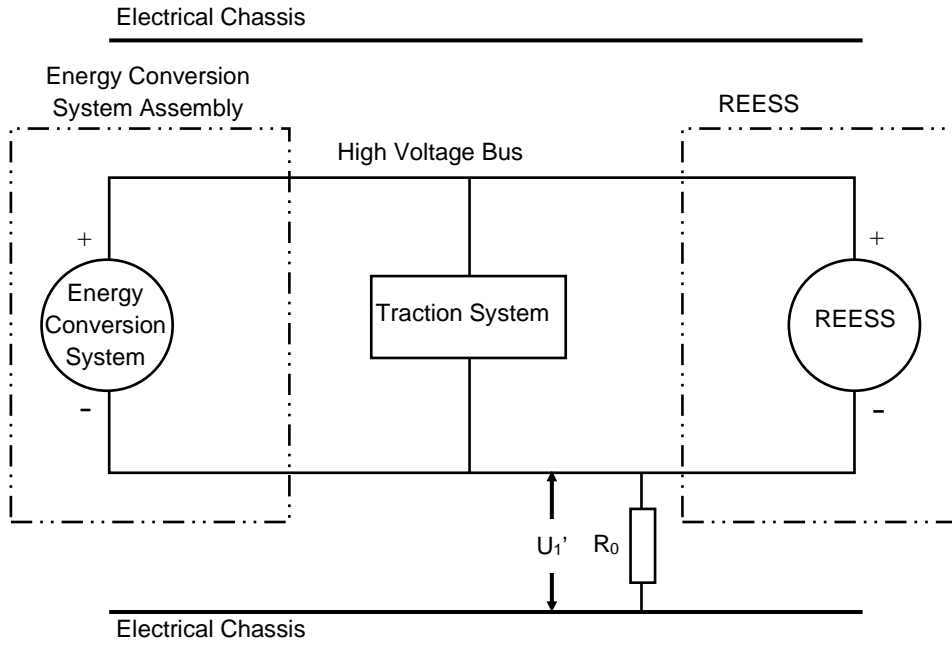 Electrical Chassis
Energy Conversion
System Assembly
REESS
High Voltage Bus
+
+
Energy
Conversion
System
Traction System
REESS
-
-
U₁’
R₀
Electrical Chassis